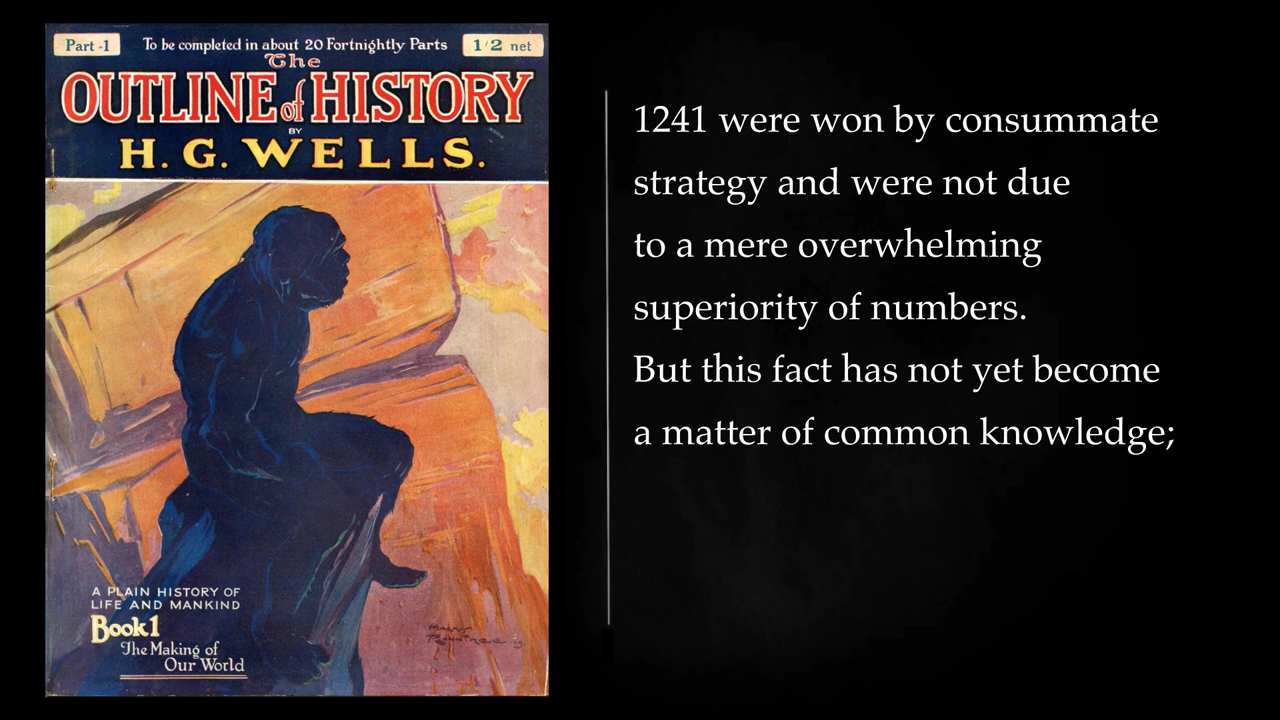 Part -1
To be completed in about 20 Fortnightly Parts
1/2 net
The
OUTLINE of HISTORY
BY
H. G. WELLS.
A PLAIN HISTORY OF
LIFE AND MANKIND
Book 1
The Making of
Our World
1241 were won by consummate
strategy and were not due
to a mere overwhelming
superiority of numbers.
But this fact has not yet become
a matter of common knowledge;